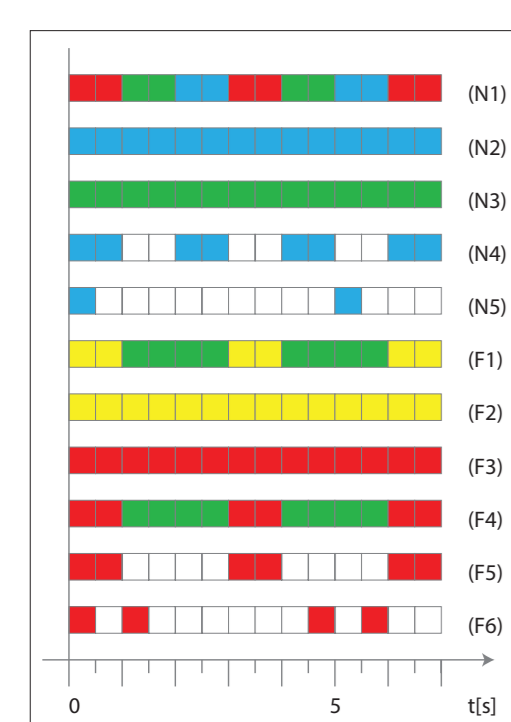 (N1)
(N2)
(N3)
(N4)
(N5)
(F1)
(F2)
(F3)
(F4)
(F5)
(F6)
0 5 t[s]